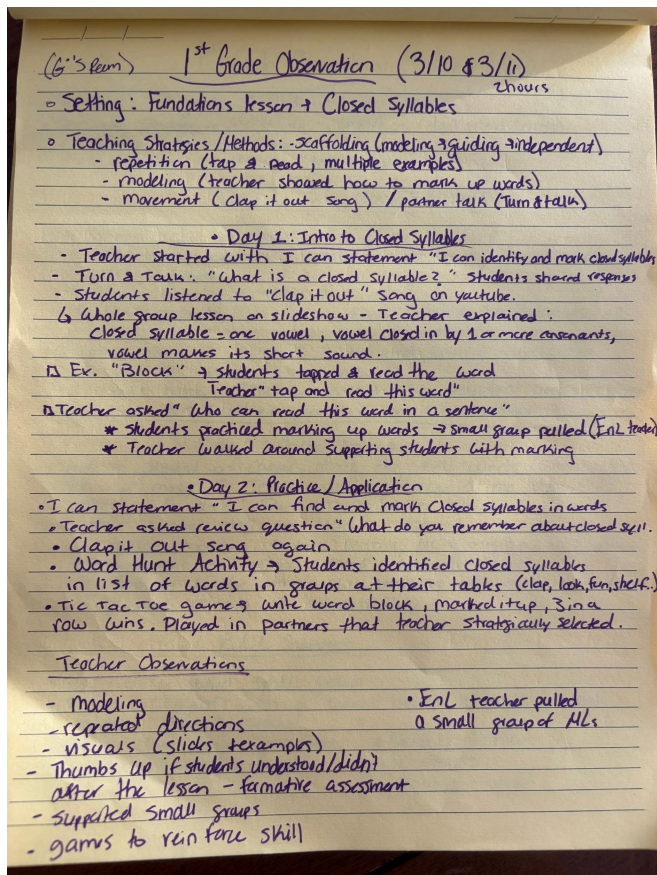 (G's Room) 1st Grade Observation (3/10 & 3/11)
2hours
Setting: Fundations lesson + Closed Syllables
Teaching Stratgies/Methods: -scaffolding (modeling → guiding → independent)
- repetition (tap & read, multiple examples)
- modeling (teacher showed how to mark up words)
- movement (clap it out song) / partner talk (Turn & talk)
• Day 1: Intro to Closed Syllables
- Teacher started with I can statement "I can identify and mark closed syllables
- Turn & Talk: "What is a closed syllable?" Students shared responses
- Students listened to "clap it out" song on youtube.
↳ Whole group lesson on slideshow - Teacher explained:
closed syllable = one vowel, vowel closed in by 1 or more consonants,
vowel makes its short sound.
Ex. "Block" → students tapped & read the word
Teacher "tap and read this word"
Teacher asked "who can read this word in a sentence"
* Students practiced marking up words → small group pulled (EnL teacher)
* Teacher walked around supporting students with marking
• Day 2: Practice/Application
• I can statement "I can find and mark closed syllables in words
• Teacher asked review question "What do you remember about closed syll.
• Clap it out song again
• Word Hunt Activity → Students identified closed syllables
in list of words in groups at their tables (clap, look, fun, shelf.)
• Tic Tac Toe game → write word block, marked it up, 3 in a
row wins. Played in partners that teacher stratgically selected.
Teacher Observations
- modeling
- repeated directions
- visuals (slides & examples)
- Thumbs up if students understood/didn't
after the lesson - formative assessment
- supported small groups
- games to reinforce skill
• EnL teacher pulled
a small group of MLs